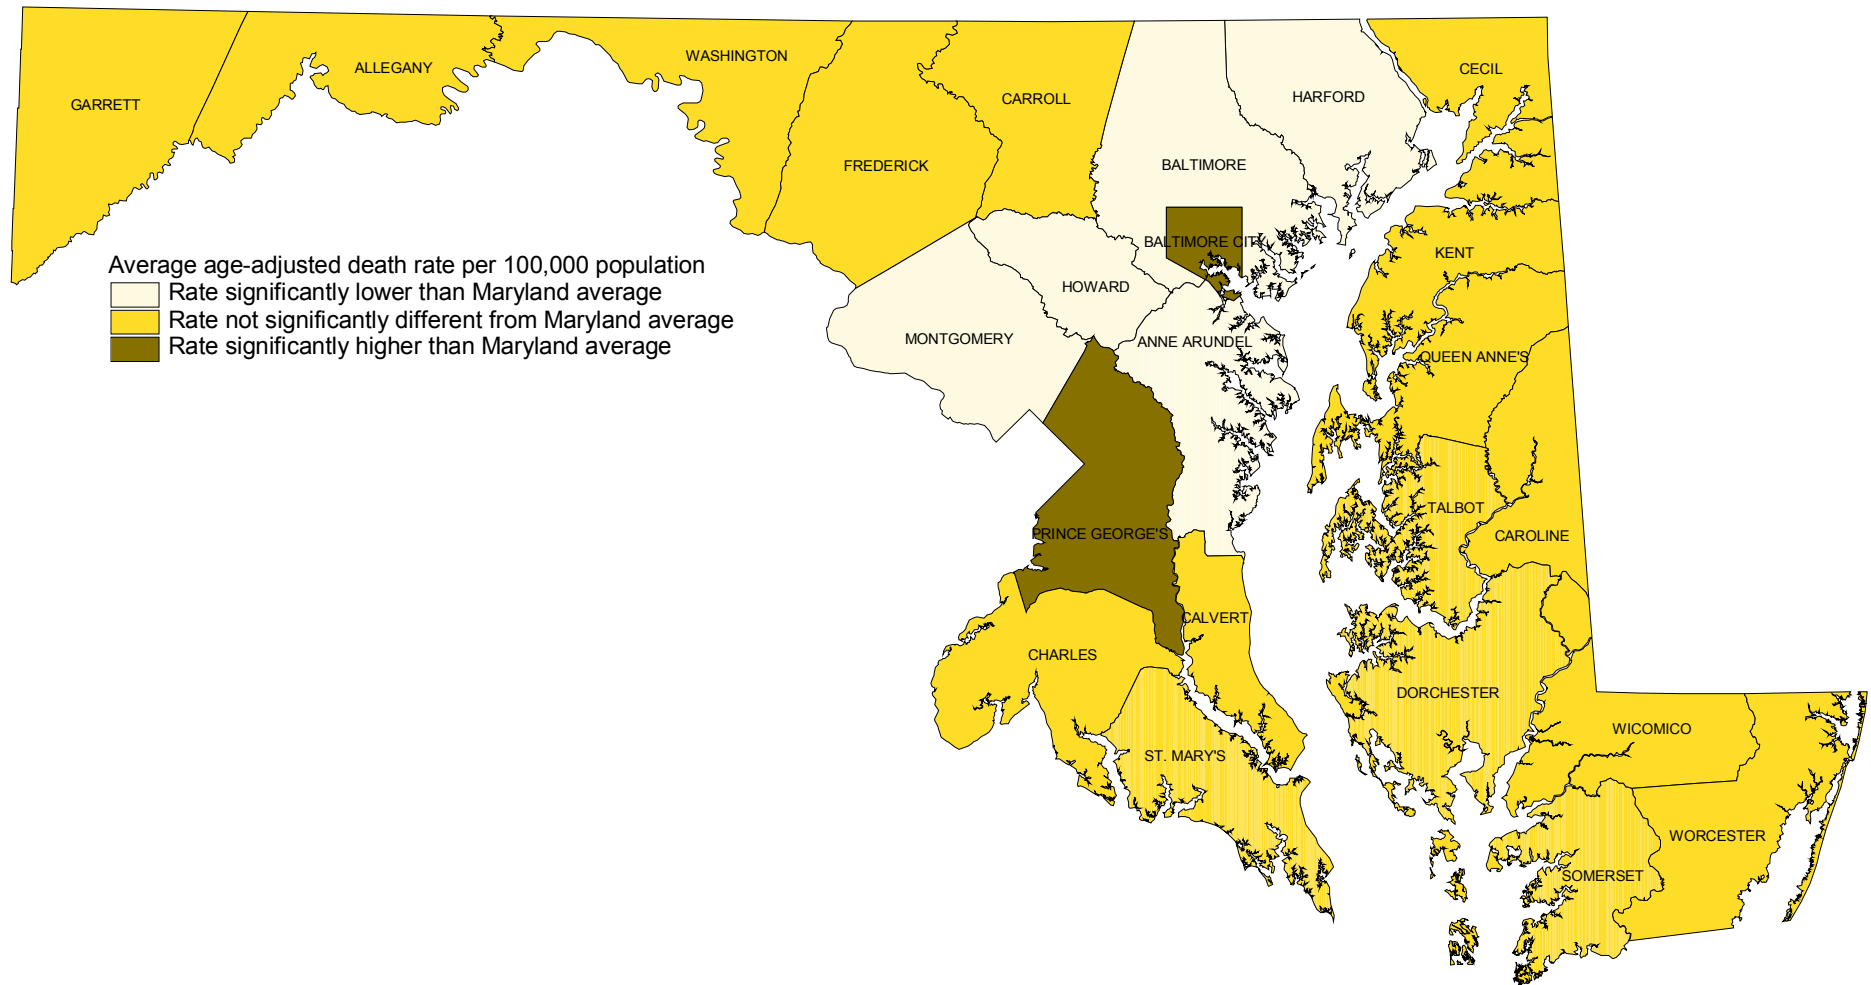 WASHINGTON
ALLEGANY
CECIL
GARRETT
CARROLL
HARFORD
FREDERICK
BALTIMORE
BALTIMORE CITY
KENT
Average age-adjusted death rate per 100,000 population
Rate significantly lower than Maryland average
Rate not significantly different from Maryland average
Rate significantly higher than Maryland average
HOWARD
MONTGOMERY
ANNE ARUNDEL
QUEEN ANNE'S
TALBOT
PRINCE GEORGE'S
CAROLINE
CALVERT
CHARLES
DORCHESTER
WICOMICO
ST. MARY'S
WORCESTER
SOMERSET